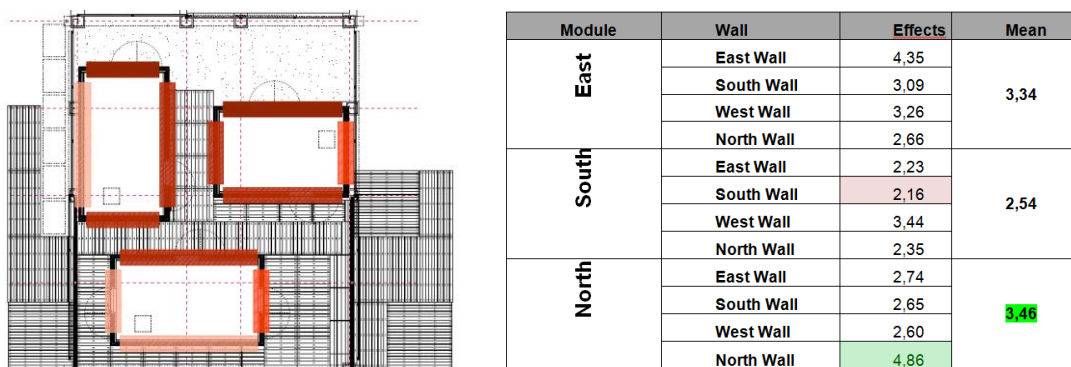 Module Wall Effects Mean
East East Wall 4,35 3,34
South Wall 3,09
West Wall 3,26
North Wall 2,66
South East Wall 2,23 2,54
South Wall 2,16
West Wall 3,44
North Wall 2,35
North East Wall 2,74 3,46
South Wall 2,65
West Wall 2,60
North Wall 4,86